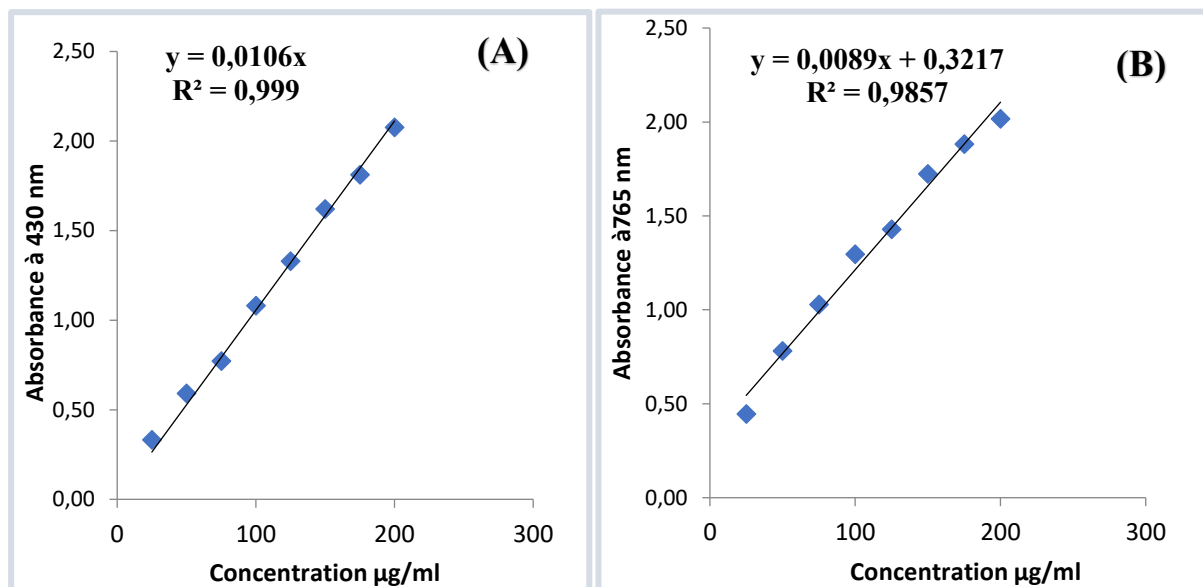 (A)
y = 0,0106x
R² = 0,999
2,50
2,00
1,50
1,00
0,50
0,00
0
100
200
300
Absorbance à 430 nm
Concentration µg/ml
(B)
y = 0,0089x + 0,3217
R² = 0,9857
2,50
2,00
1,50
1,00
0,50
0,00
0
100
200
300
Absorbance à765 nm
Concentration µg/ml